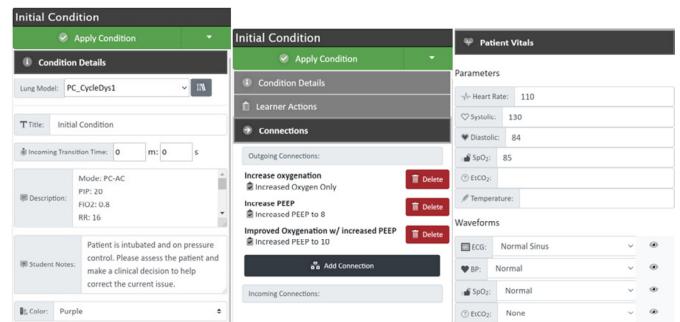 Initial Condition
Apply Condition
Condition Details
Lung Model: PC_CycleDys1
Title: Initial Condition
Incoming Transition Time: 0 m: 0 s
Description: Mode: PC-AC
PIP: 20
FIO2: 0.8
RR: 16
Student Notes: Patient is intubated and on pressure
control. Please assess the patient and
make a clinical decision to help
correct the current issue.
Color: Purple
Initial Condition
Apply Condition
Condition Details
Learner Actions
Connections
Outgoing Connections:
Increase oxygenation
Increased Oxygen Only
Delete
Increase PEEP
Increased PEEP to 8
Delete
Improved Oxygenation w/ increased PEEP
Increased PEEP to 10
Delete
Add Connection
Incoming Connections:
Patient Vitals
Parameters
Heart Rate: 110
Systolic: 130
Diastolic: 84
SpO2: 85
EtCO2:
Temperature:
Waveforms
ECG: Normal Sinus
BP: Normal
SpO2: Normal
EtCO2: None